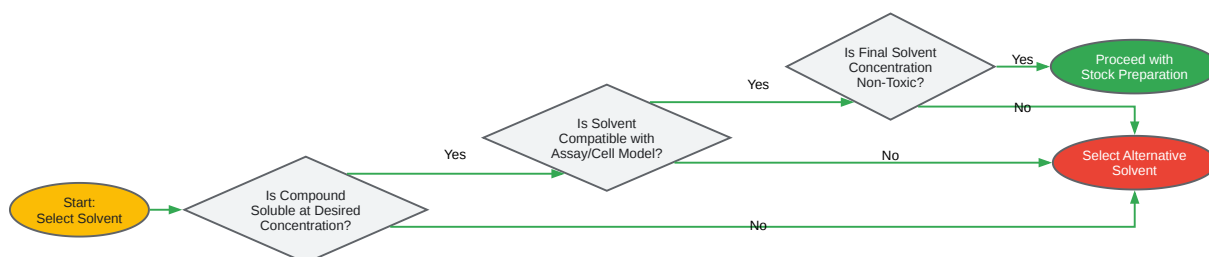 Start:
Select Solvent
Is Compound
Soluble at Desired
Concentration?
Yes
No
Is Solvent
Compatible with
Assay/Cell Model?
Yes
No
Is Final Solvent
Concentration
Non-Toxic?
Yes
No
Proceed with
Stock Preparation
Select Alternative
Solvent